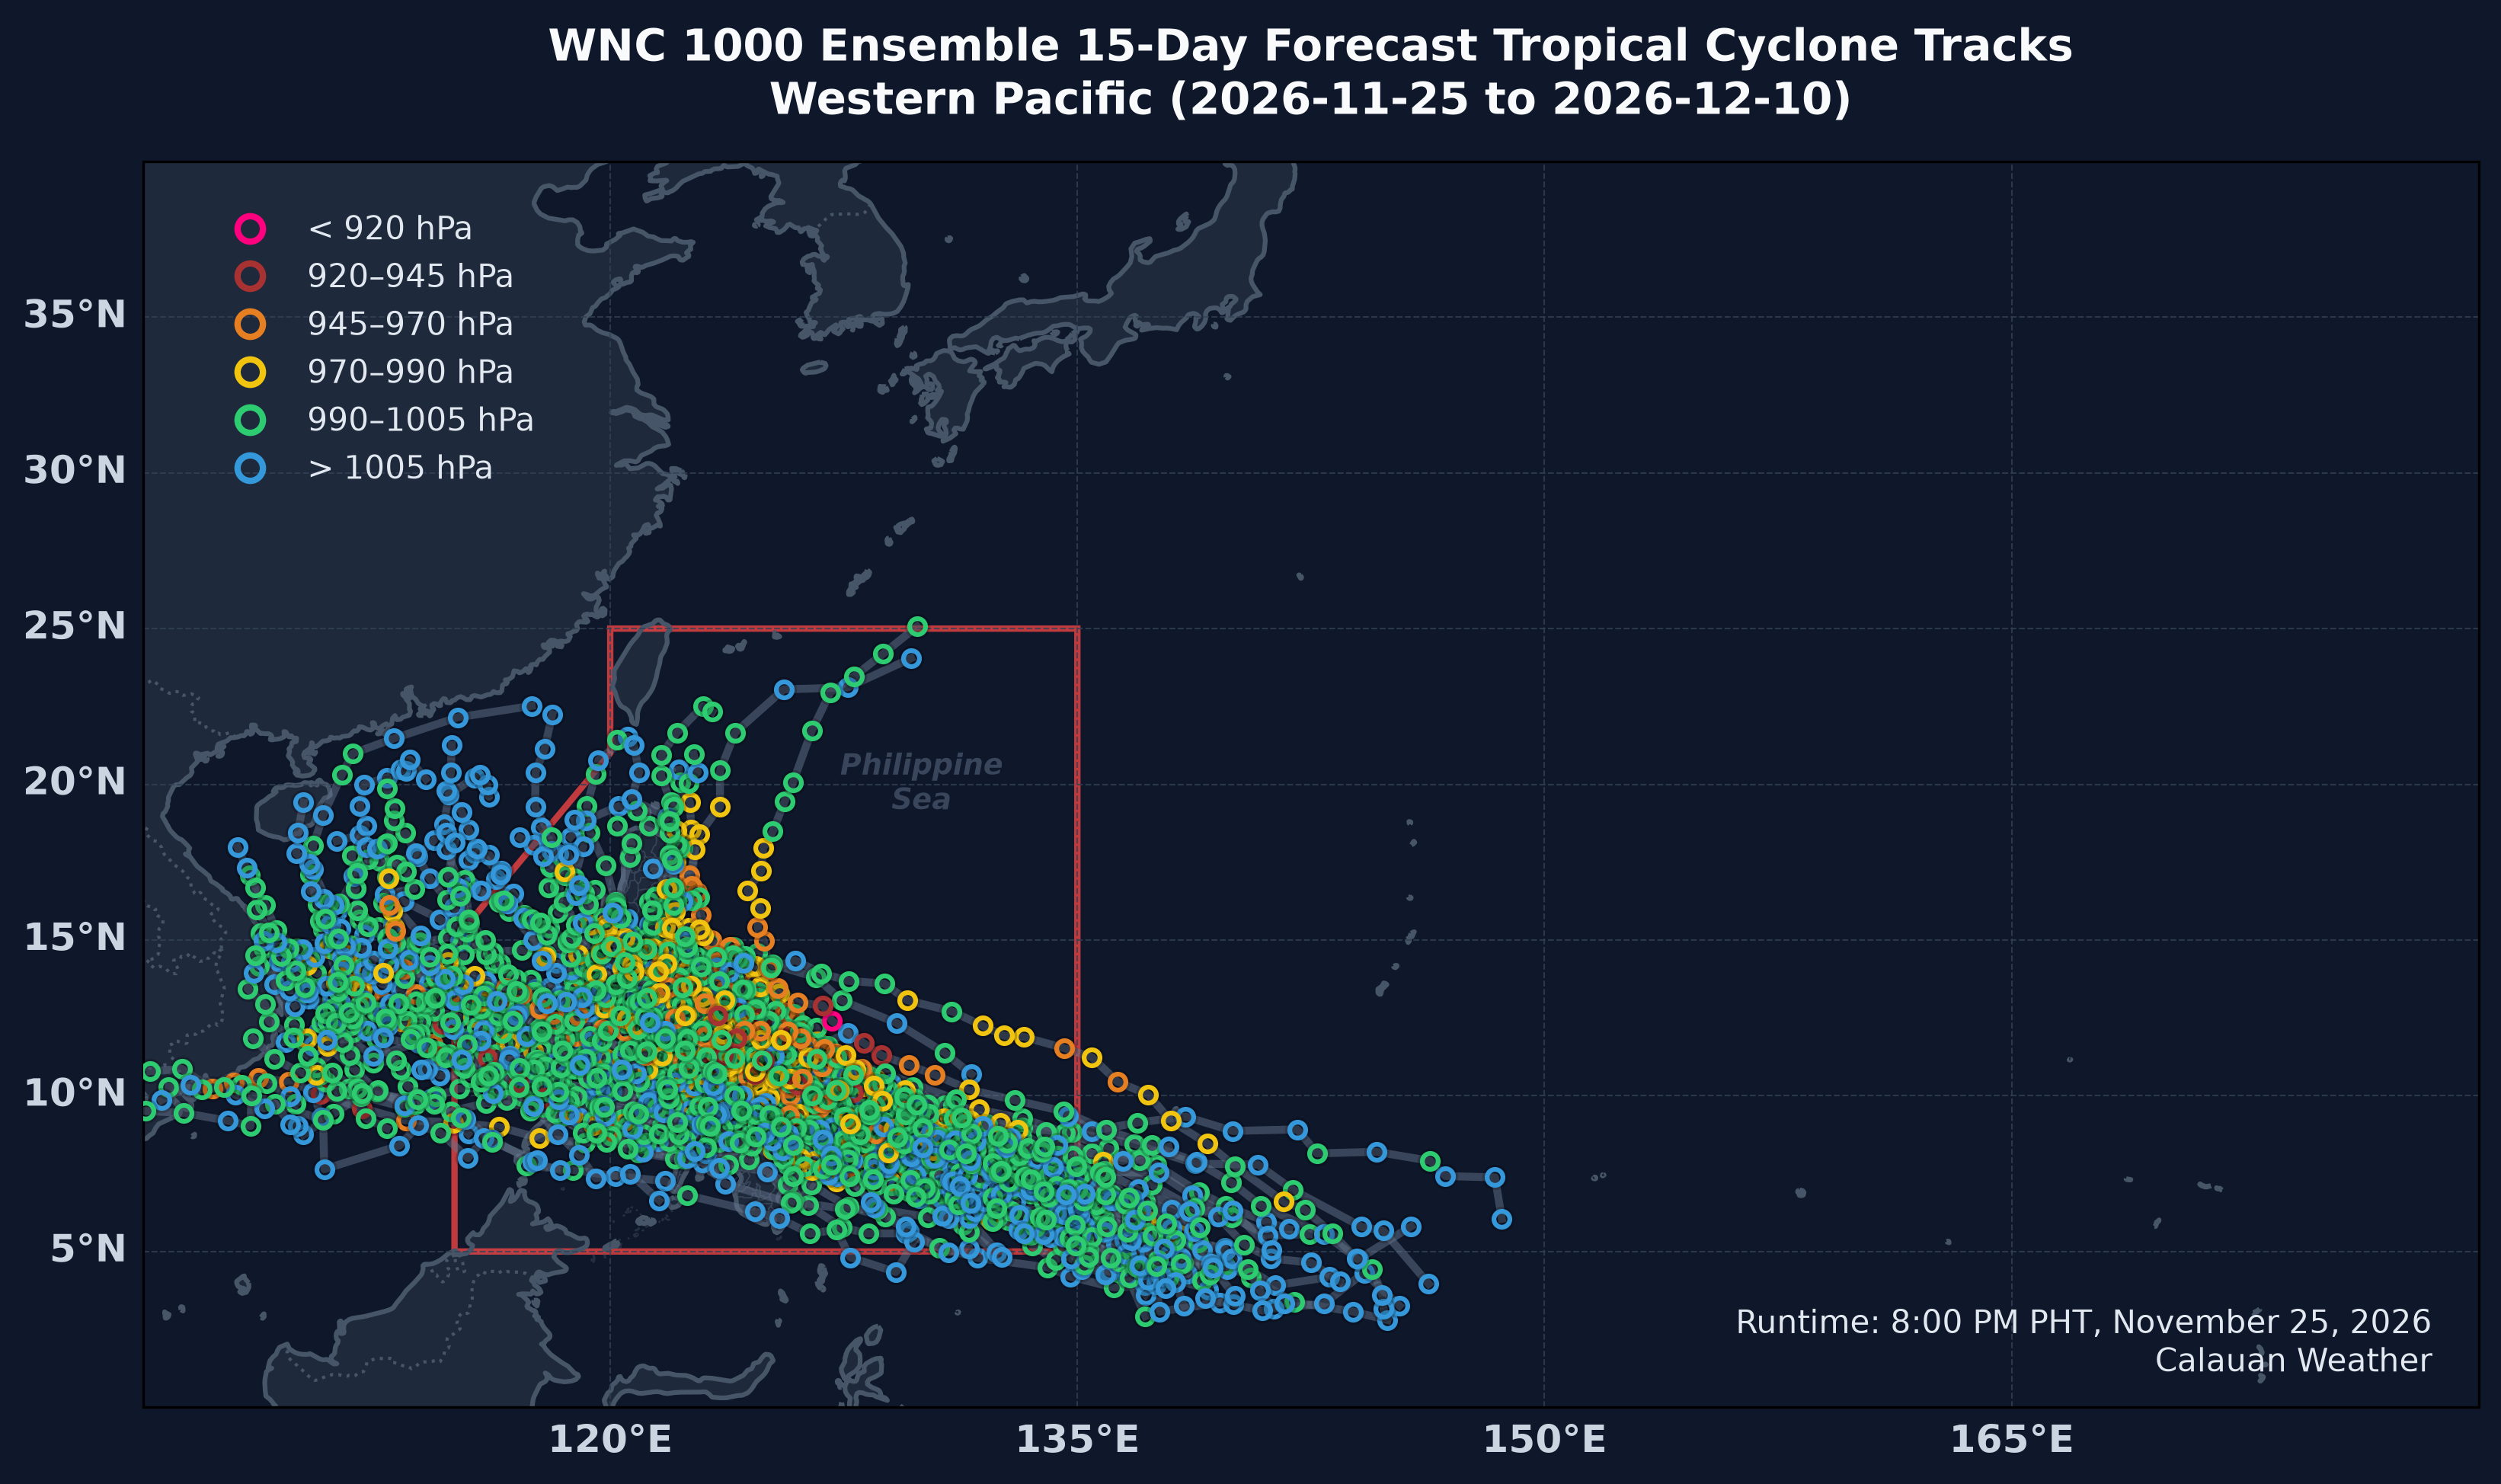 WNC 1000 Ensemble 15-Day Forecast Tropical Cyclone Tracks
Western Pacific (2026-11-25 to 2026-12-10)
< 920 hPa
920–945 hPa
945–970 hPa
970–990 hPa
990–1005 hPa
> 1005 hPa
35°N
30°N
25°N
20°N
15°N
10°N
5°N
Philippine
Sea
Runtime: 8:00 PM PHT, November 25, 2026
Calauan Weather
120°E
135°E
150°E
165°E